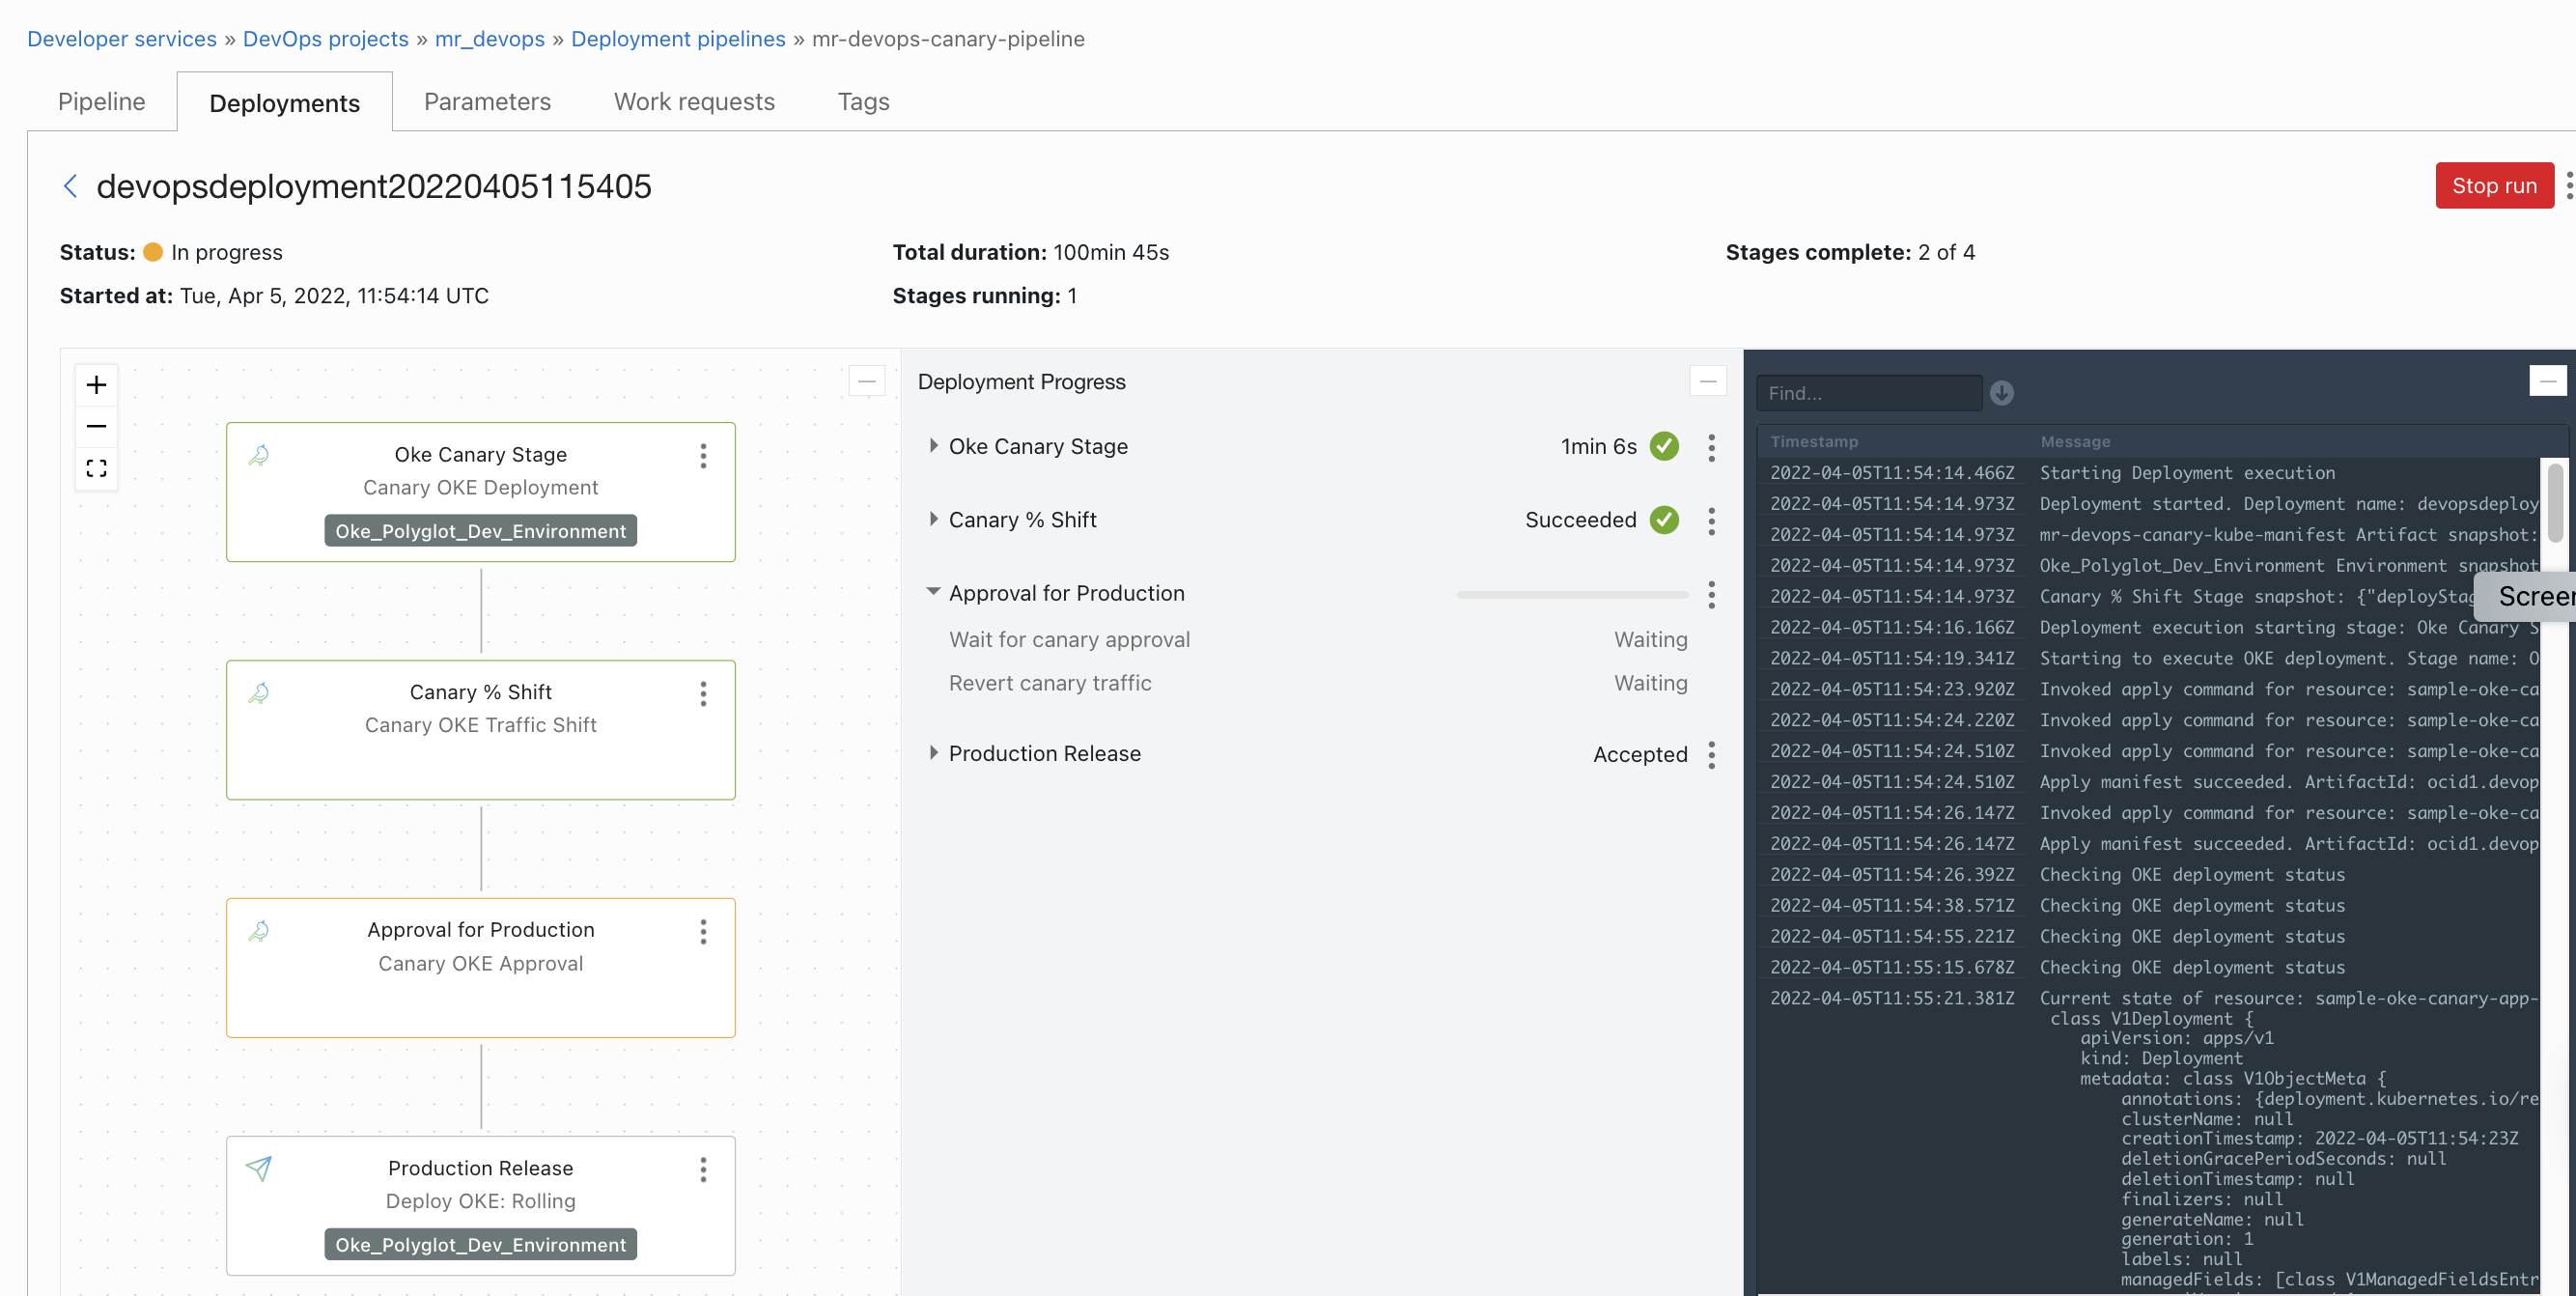 Developer services » DevOps projects » mr_devops » Deployment pipelines » mr-devops-canary-pipeline
Pipeline Deployments Parameters Work requests Tags
devopsdeployment20220405115405
Stop run
Status: In progress
Total duration: 100min 45s
Stages complete: 2 of 4
Started at: Tue, Apr 5, 2022, 11:54:14 UTC
Stages running: 1
Oke Canary Stage
Canary OKE Deployment
Oke_Polyglot_Dev_Environment
Canary % Shift
Canary OKE Traffic Shift
Approval for Production
Canary OKE Approval
Production Release
Deploy OKE: Rolling
Oke_Polyglot_Dev_Environment
Deployment Progress
Oke Canary Stage 1min 6s
Canary % Shift Succeeded
Approval for Production
Wait for canary approval Waiting
Revert canary traffic Waiting
Production Release Accepted
Find...
Timestamp Message
2022-04-05T11:54:14.466Z Starting Deployment execution
2022-04-05T11:54:14.973Z Deployment started. Deployment name: devopsdeploy
2022-04-05T11:54:14.973Z mr-devops-canary-kube-manifest Artifact snapshot:
2022-04-05T11:54:14.973Z Oke_Polyglot_Dev_Environment Environment snapshot
2022-04-05T11:54:14.973Z Canary % Shift Stage snapshot: {"deployStag
Screen
2022-04-05T11:54:16.166Z Deployment execution starting stage: Oke Canary S
2022-04-05T11:54:19.341Z Starting to execute OKE deployment. Stage name: O
2022-04-05T11:54:23.920Z Invoked apply command for resource: sample-oke-ca
2022-04-05T11:54:24.220Z Invoked apply command for resource: sample-oke-ca
2022-04-05T11:54:24.510Z Invoked apply command for resource: sample-oke-ca
2022-04-05T11:54:24.510Z Apply manifest succeeded. ArtifactId: ocid1.devop
2022-04-05T11:54:26.147Z Invoked apply command for resource: sample-oke-ca
2022-04-05T11:54:26.147Z Apply manifest succeeded. ArtifactId: ocid1.devop
2022-04-05T11:54:26.392Z Checking OKE deployment status
2022-04-05T11:54:38.571Z Checking OKE deployment status
2022-04-05T11:54:55.221Z Checking OKE deployment status
2022-04-05T11:55:15.678Z Checking OKE deployment status
2022-04-05T11:55:21.381Z Current state of resource: sample-oke-canary-app-
class V1Deployment {
apiVersion: apps/v1
kind: Deployment
metadata: class V1ObjectMeta {
annotations: {deployment.kubernetes.io/re
clusterName: null
creationTimestamp: 2022-04-05T11:54:23Z
deletionGracePeriodSeconds: null
deletionTimestamp: null
finalizers: null
generateName: null
generation: 1
labels: null
managedFields: [class V1ManagedFieldsEntr